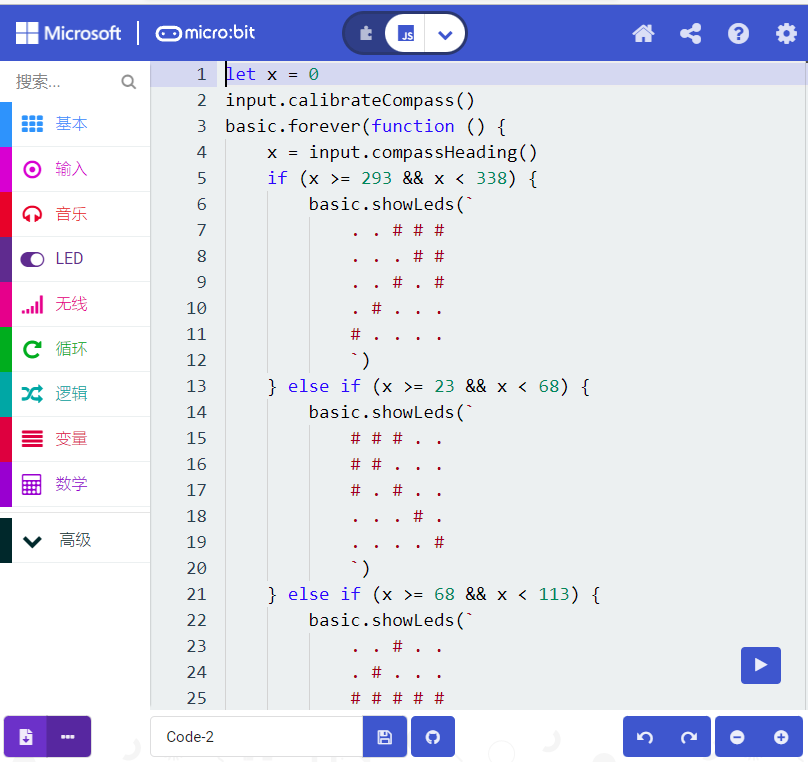 Microsoft micro:bit JS
搜索...
基本
输入
音乐
LED
无线
循环
逻辑
变量
数学
高级
1 let x = 0
2 input.calibrateCompass()
3 basic.forever(function () {
4     x = input.compassHeading()
5     if (x >= 293 && x < 338) {
6         basic.showLeds(`
7             . . # # #
8             . . . # #
9             . . # . #
10             . # . . .
11             # . . . .
12             `)
13     } else if (x >= 23 && x < 68) {
14         basic.showLeds(`
15             # # # . .
16             # # . . .
17             # . # . .
18             . . . # .
19             . . . . #
20             `)
21     } else if (x >= 68 && x < 113) {
22         basic.showLeds(`
23             . . # . .
24             . # . . .
25             # # # # #
Code-2